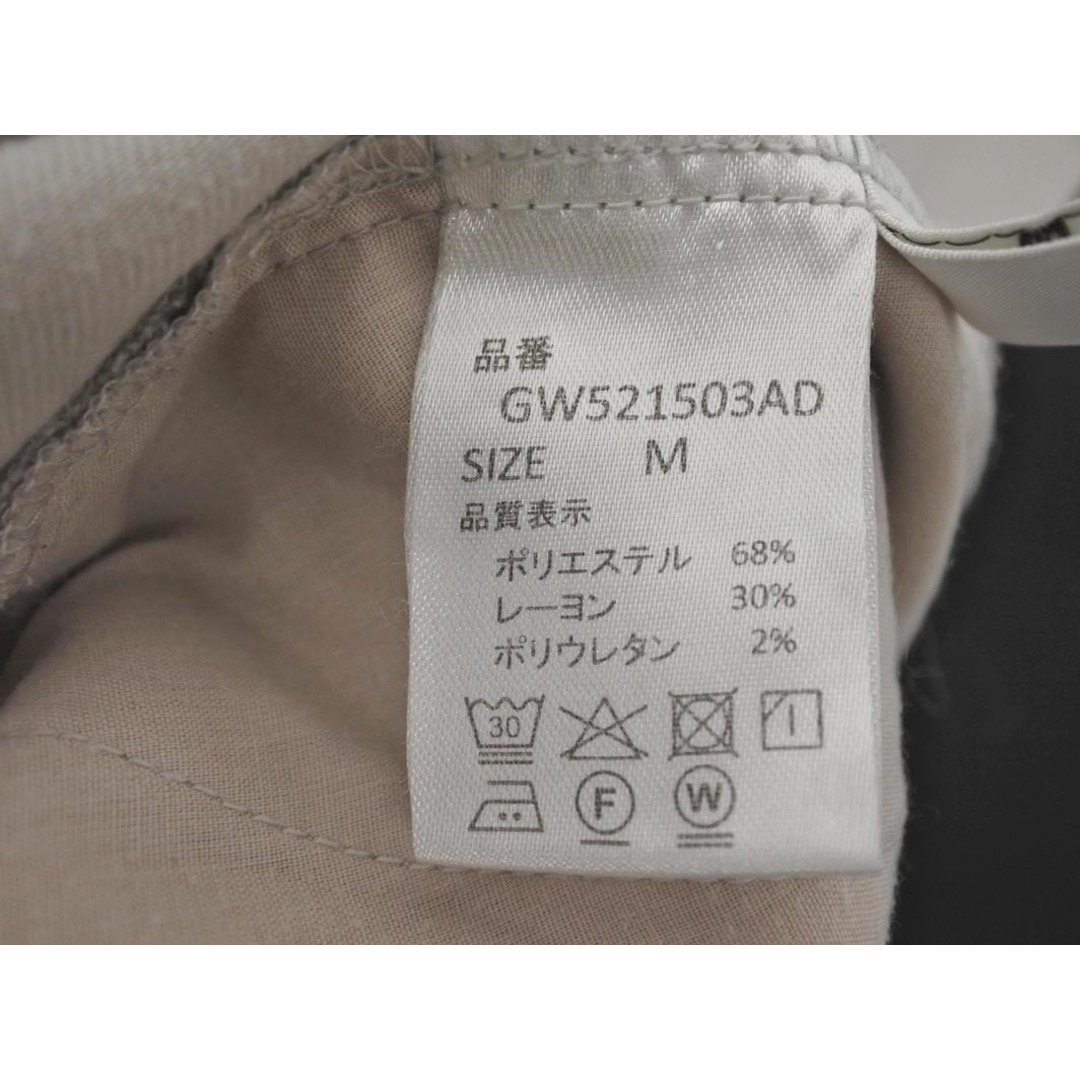 品番
GW521503AD
SIZE M
品質表示
ポリエステル 68%
レーヨン 30%
ポリウレタン 2%
30
F W